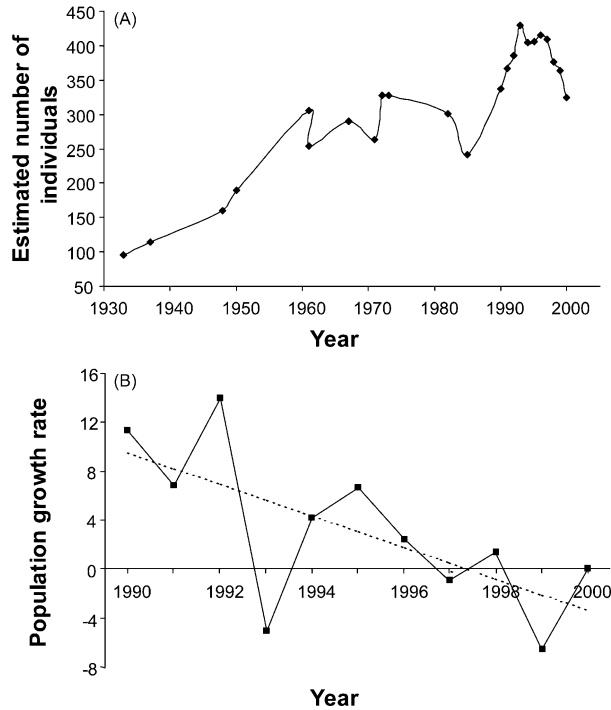 (A)
Estimated number of
individuals
450
400
350
300
250
200
150
100
50
1930 1940 1950 1960 1970 1980 1990 2000
Year
(B)
Population growth rate
16
12
8
4
0
-4
-8
1990 1992 1994 1996 1998 2000
Year